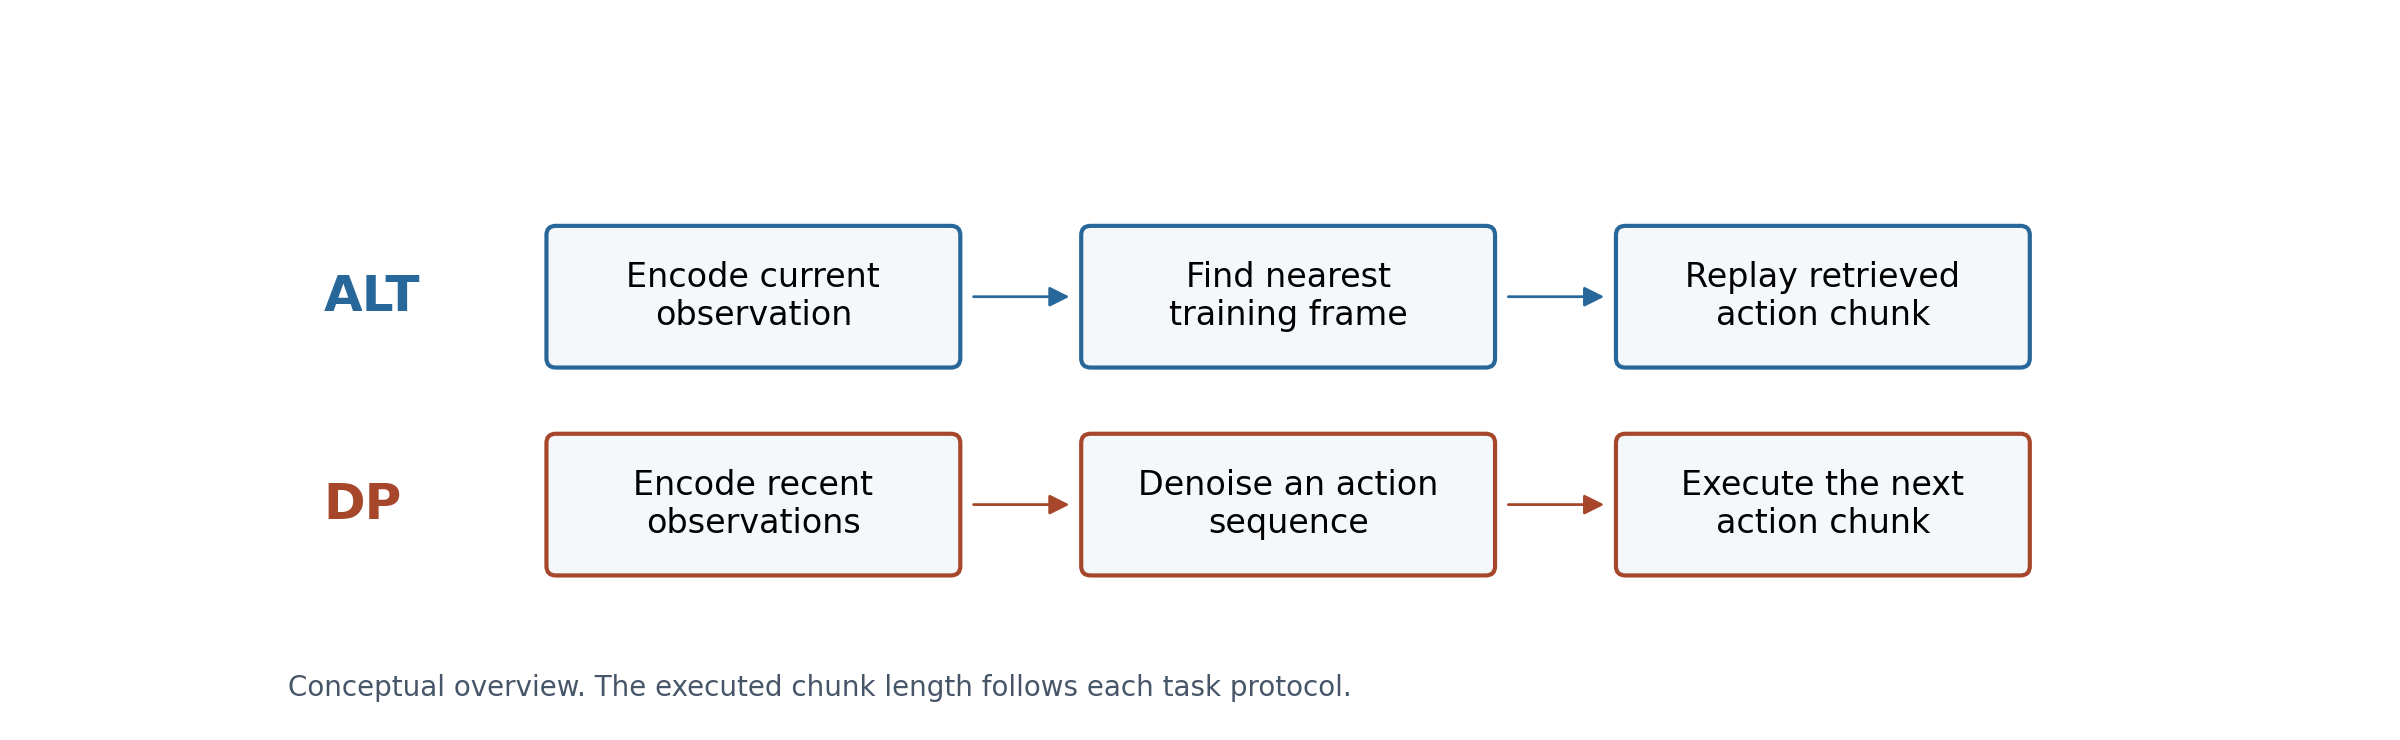 ALT
Encode current
observation
Find nearest
training frame
Replay retrieved
action chunk
DP
Encode recent
observations
Denoise an action
sequence
Execute the next
action chunk
Conceptual overview. The executed chunk length follows each task protocol.